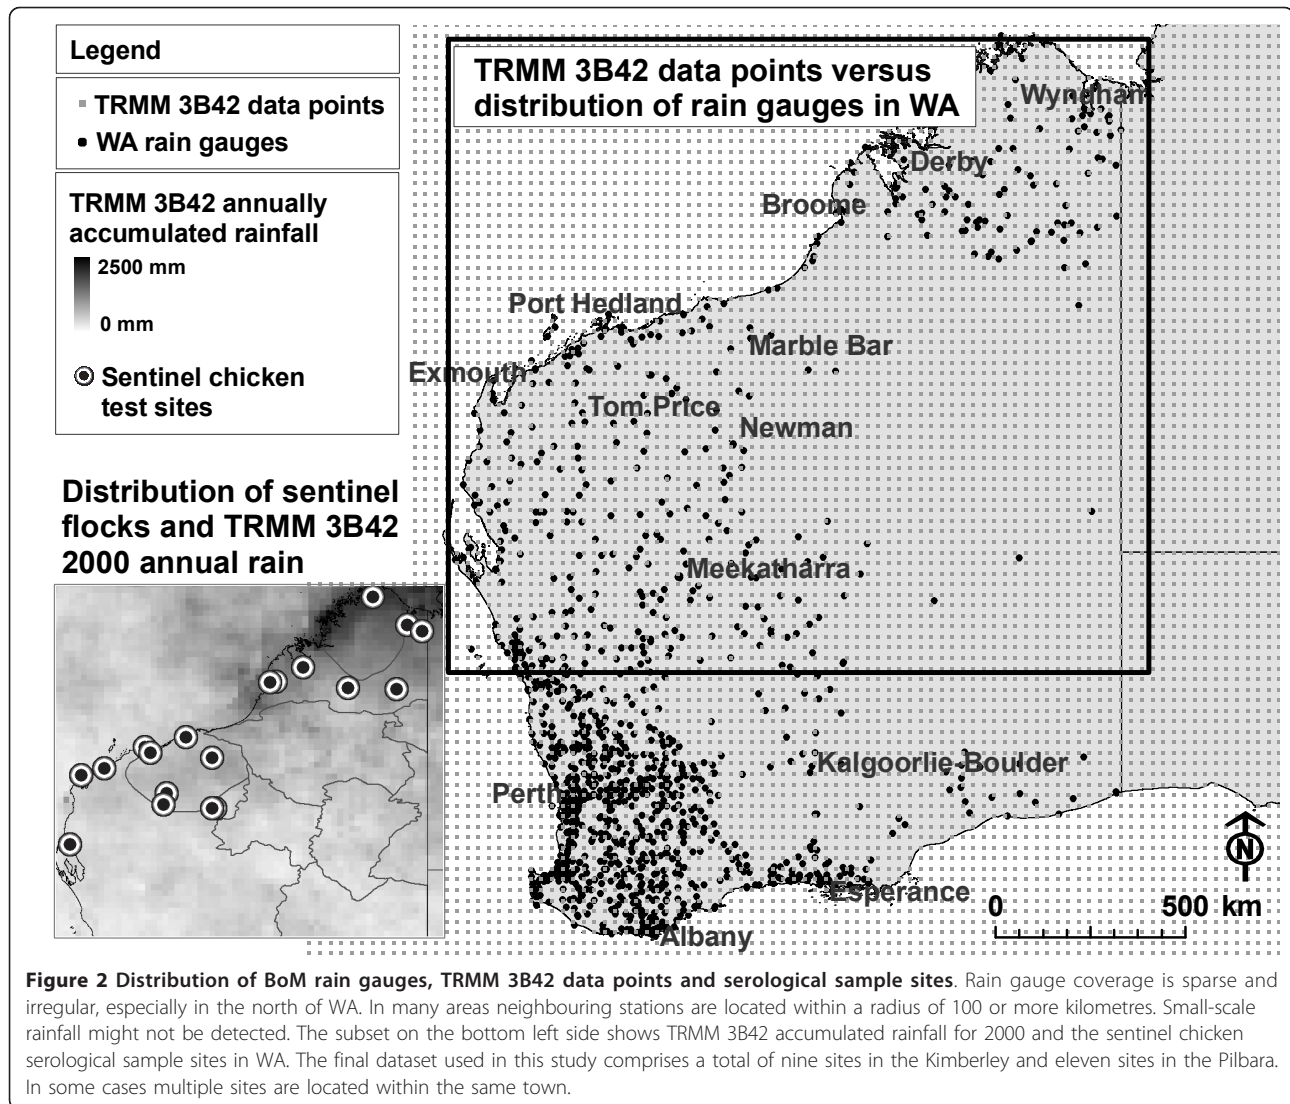 Legend
TRMM 3B42 data points
WA rain gauges
TRMM 3B42 annually
accumulated rainfall
2500 mm
0 mm
Sentinel chicken
test sites
Distribution of sentinel
flocks and TRMM 3B42
2000 annual rain
TRMM 3B42 data points versus
distribution of rain gauges in WA
Wyndhan
Derby
Broome
Port Hedland
Marble Bar
Exmouth
Tom Price
Newman
Meekatharra
Kalgoorlie-Boulder
Perth
Esperance
Albany
N
0 500 km
Figure 2 Distribution of BoM rain gauges, TRMM 3B42 data points and serological sample sites. Rain gauge coverage is sparse and
irregular, especially in the north of WA. In many areas neighbouring stations are located within a radius of 100 or more kilometres. Small-scale
rainfall might not be detected. The subset on the bottom left side shows TRMM 3B42 accumulated rainfall for 2000 and the sentinel chicken
serological sample sites in WA. The final dataset used in this study comprises a total of nine sites in the Kimberley and eleven sites in the Pilbara.
In some cases multiple sites are located within the same town.